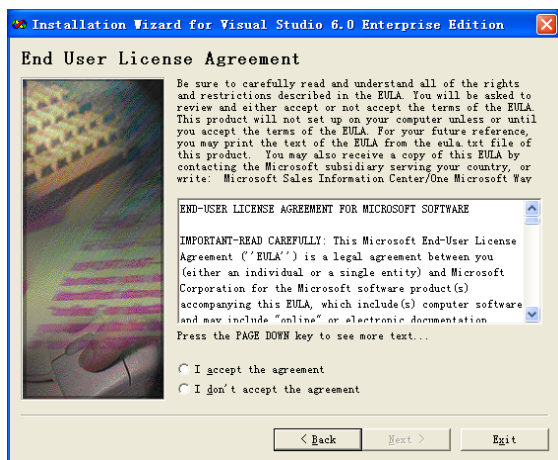 Installation Wizard for Visual Studio 6.0 Enterprise Edition
End User License Agreement
Be sure to carefully read and understand all of the rights
and restrictions described in the EULA. You will be asked to
review and either accept or not accept the terms of the EULA.
This product will not set up on your computer unless or until
you accept the terms of the EULA. For your future reference,
you may print the text of the EULA from the eula.txt file of
this product.  You may also receive a copy of this EULA by
contacting the Microsoft subsidiary serving your country, or
write:  Microsoft Sales Information Center/One Microsoft Way
END-USER LICENSE AGREEMENT FOR MICROSOFT SOFTWARE
IMPORTANT-READ CAREFULLY: This Microsoft End-User License
Agreement (''EULA'') is a legal agreement between you
(either an individual or a single entity) and Microsoft
Corporation for the Microsoft software product(s)
accompanying this EULA, which include(s) computer software
and may include "online" or electronic documentation
Press the PAGE DOWN key to see more text...
I accept the agreement
I don't accept the agreement
< Back
Next >
Exit